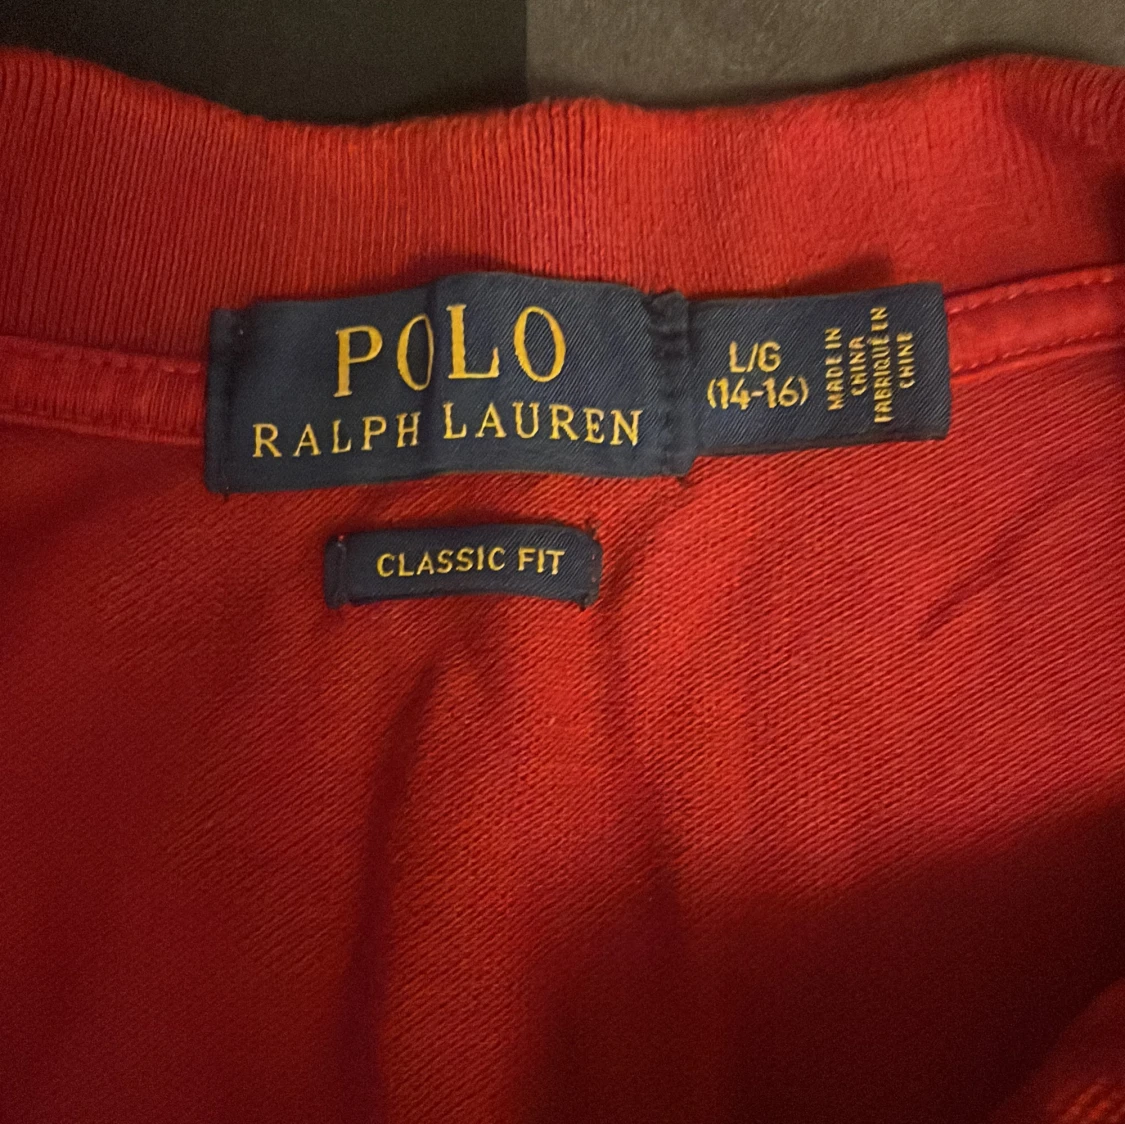 POLO
RALPH LAUREN
L/G
(14-16)
MADE IN
CHINA
FABRIQUÉ EN
CHINE
CLASSIC FIT